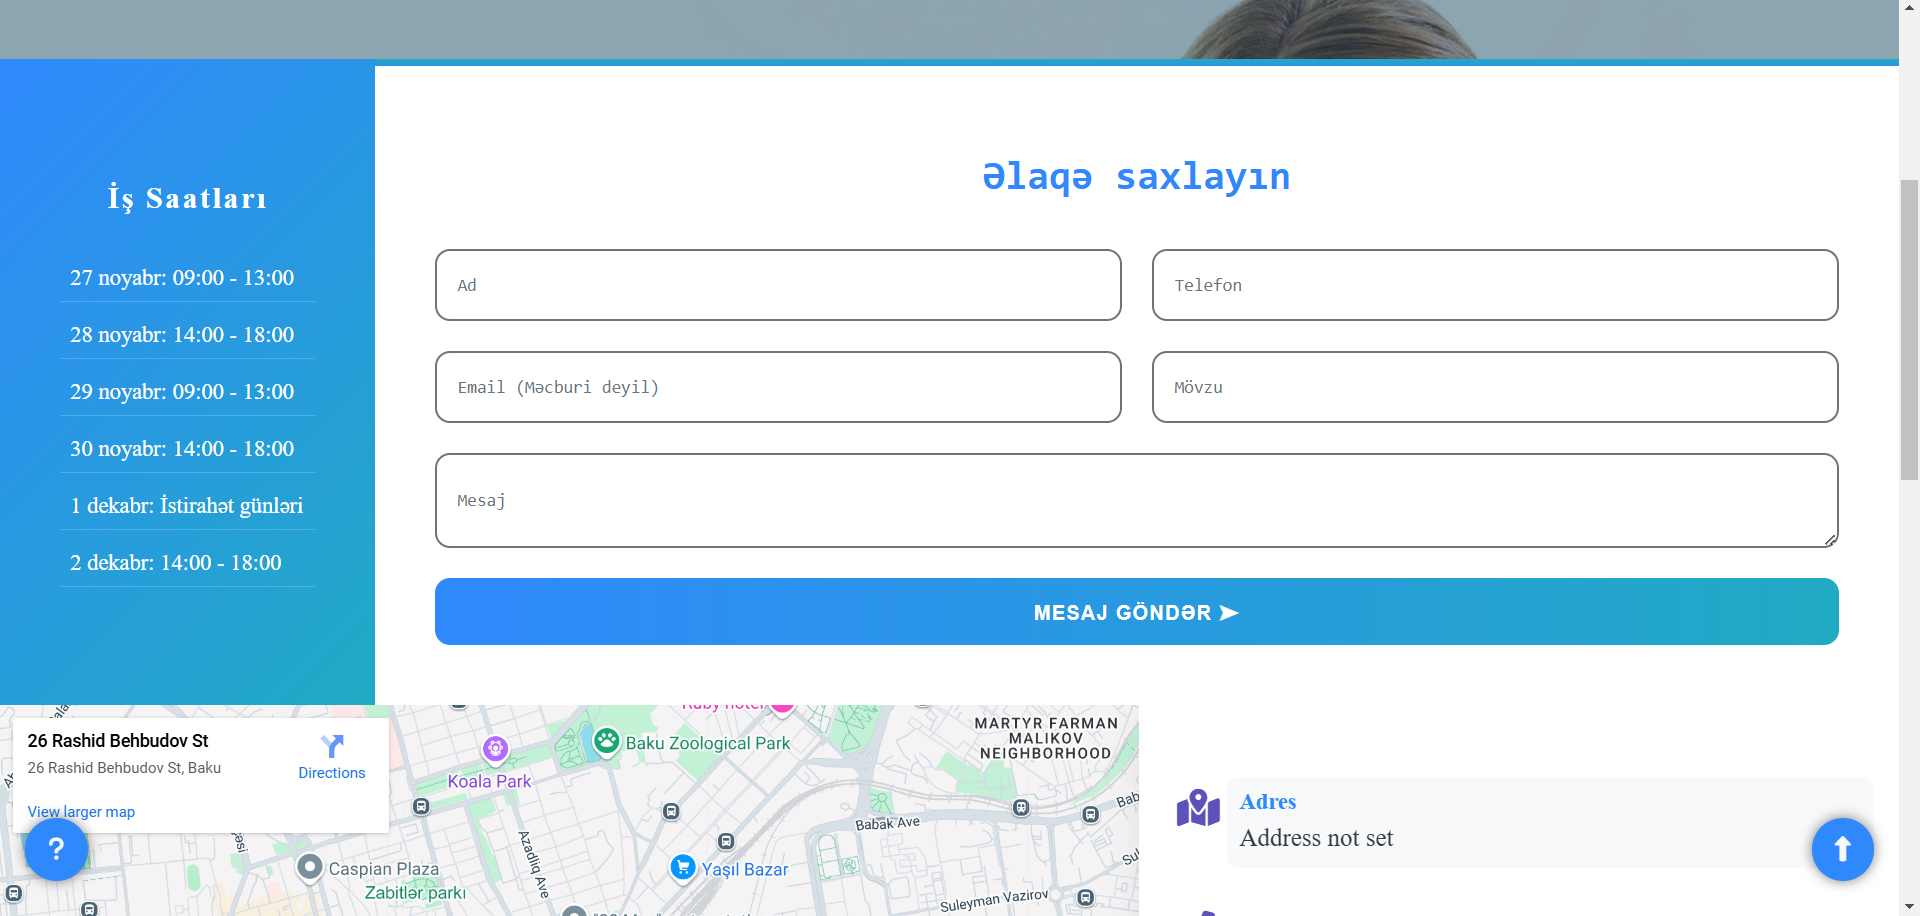 İş Saatları
27 noyabr: 09:00 - 13:00
28 noyabr: 14:00 - 18:00
29 noyabr: 09:00 - 13:00
30 noyabr: 14:00 - 18:00
1 dekabr: İstirahət günləri
2 dekabr: 14:00 - 18:00
Əlaqə saxlayın
Ad
Telefon
Email (Məcburi deyil)
Mövzu
Mesaj
MESAJ GÖNDƏR ➤
26 Rashid Behbudov St
26 Rashid Behbudov St, Baku
Directions
View larger map
Ruby hotel
Baku Zoological Park
Koala Park
MARTYR FARMAN
MALIKOV
NEIGHBORHOOD
Babak Ave
Azadlıq Ave
Caspian Plaza
Zabitlər parkı
Yaşıl Bazar
Suleyman Vazirov
Adres
Address not set
?